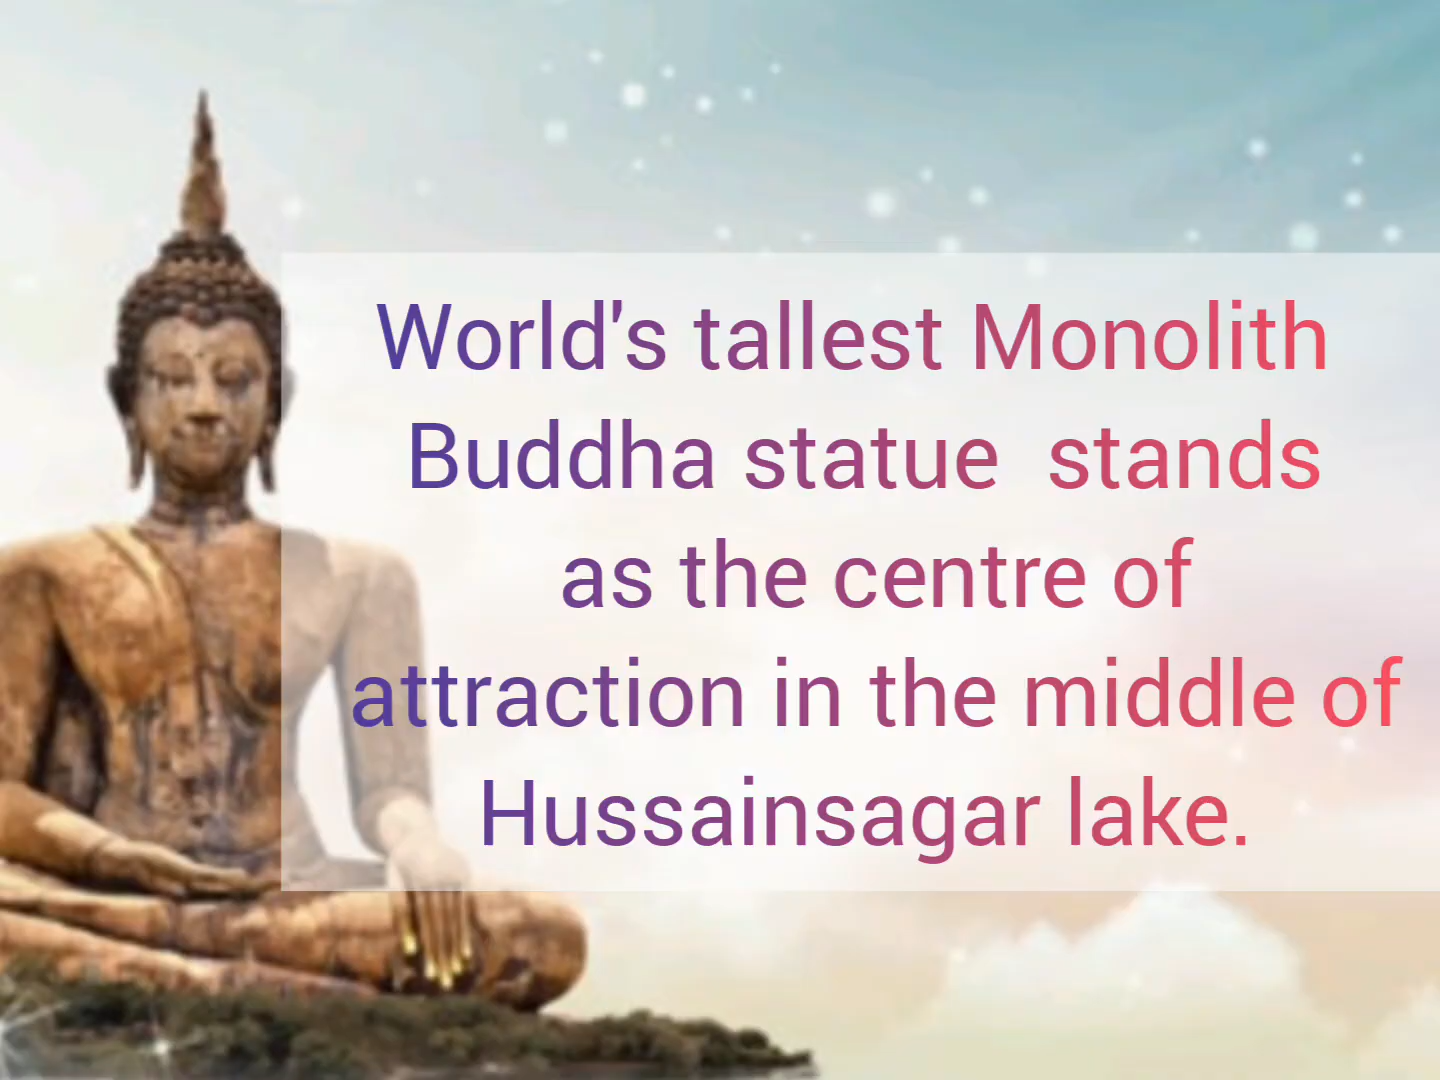 World's tallest Monolith
Buddha statue  stands
as the centre of
attraction in the middle of
Hussainsagar lake.